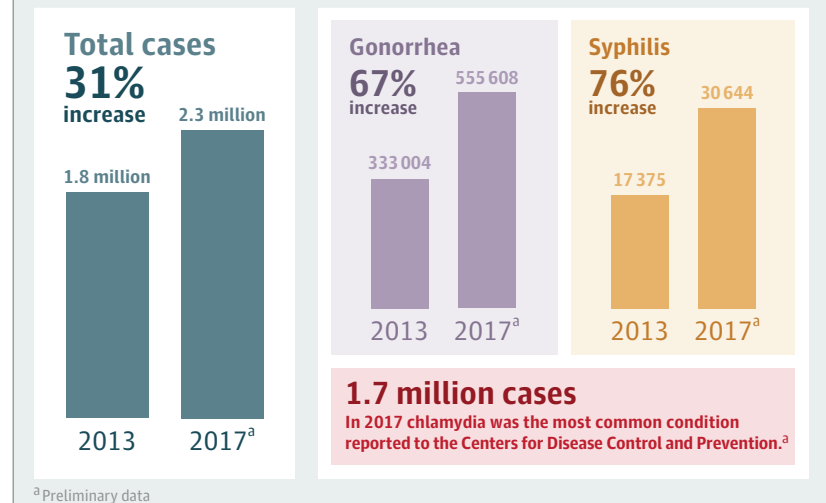 Total cases
31%
increase
2.3 million
1.8 million
2013
2017a
Gonorrhea
67%
increase
555 608
333 004
2013
2017a
Syphilis
76%
increase
30 644
17 375
2013
2017a
1.7 million cases
In 2017 chlamydia was the most common condition
reported to the Centers for Disease Control and Prevention.a
a Preliminary data